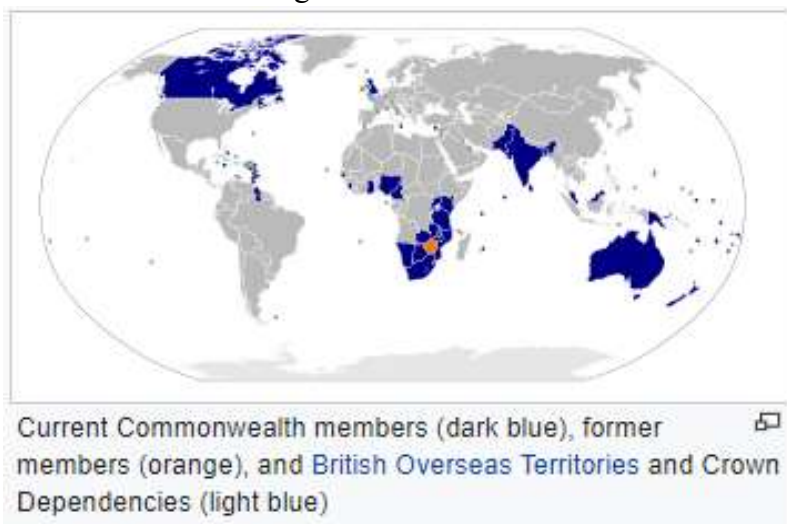 Current Commonwealth members (dark blue), former
members (orange), and British Overseas Territories and Crown
Dependencies (light blue)